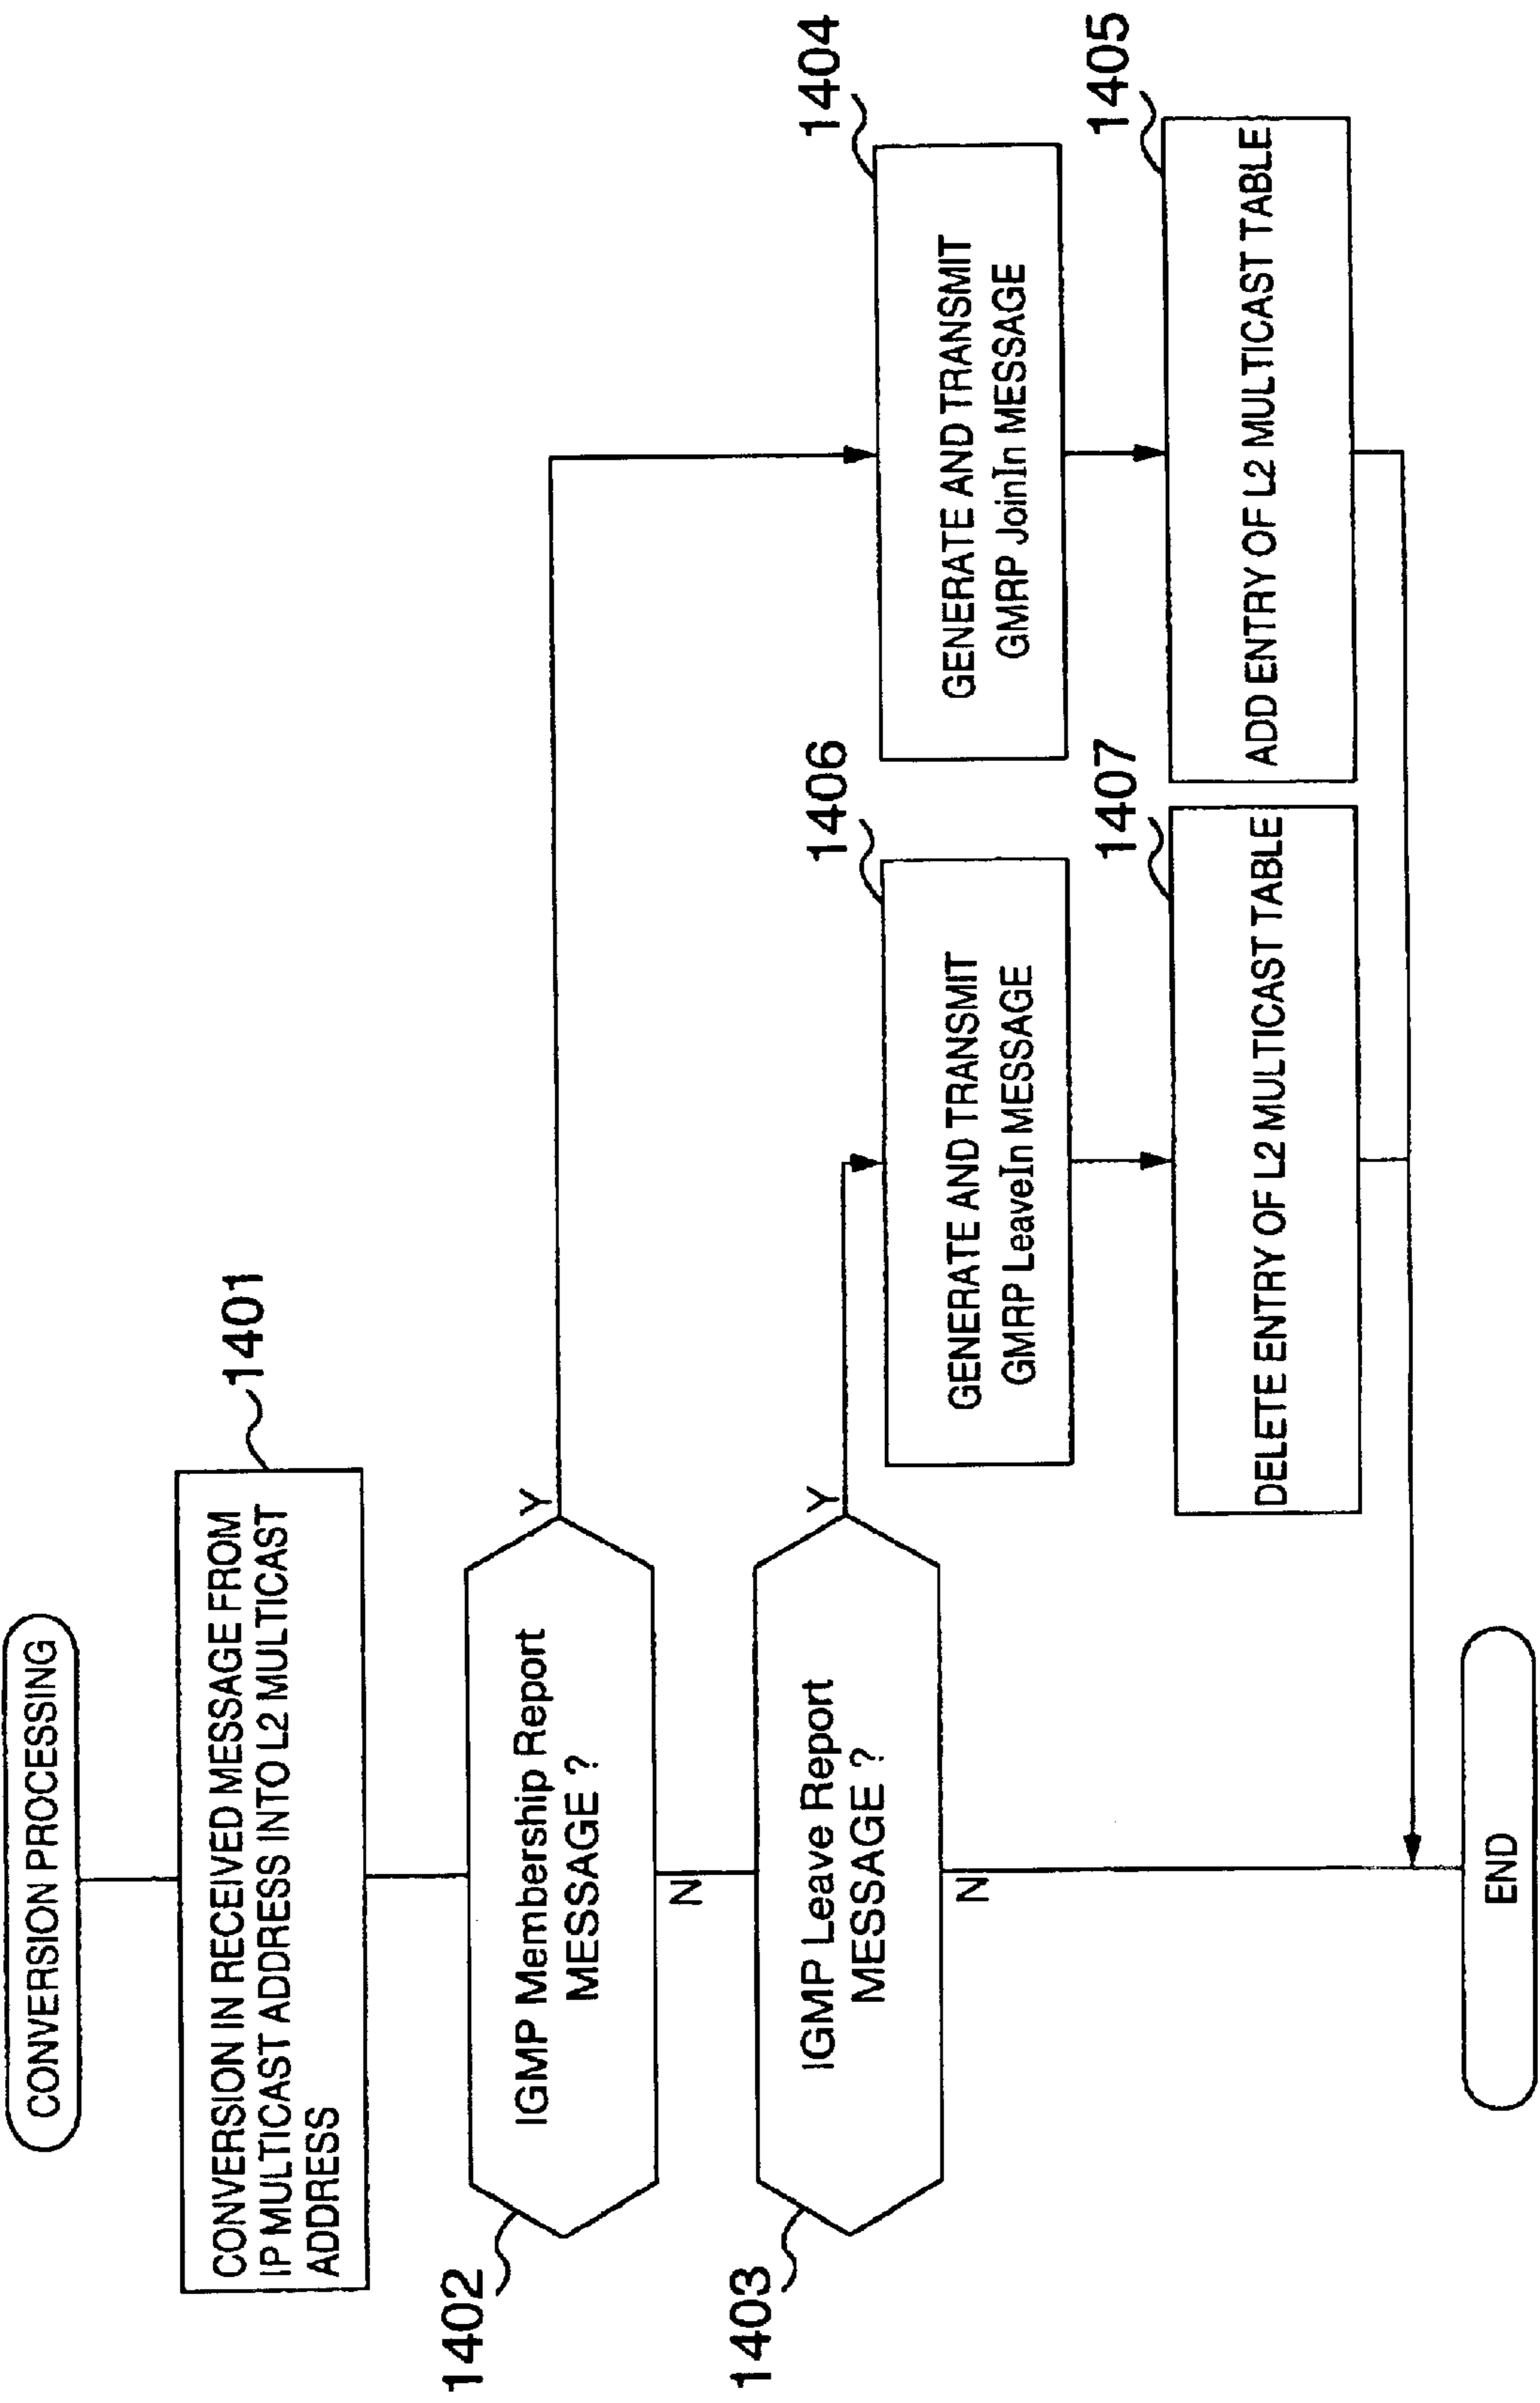 CONVERSION PROCESSING
1401
CONVERSION IN RECEIVED MESSAGE FROM
IP MULTICAST ADDRESS INTO L2 MULTICAST
ADDRESS
1402
IGMP Membership Report
MESSAGE ?
Y
N
1403
IGMP Leave Report
MESSAGE ?
Y
N
1404
GENERATE AND TRANSMIT
GMRP JoinIn MESSAGE
1405
ADD ENTRY OF L2 MULTICAST TABLE
1406
GENERATE AND TRANSMIT
GMRP LeaveIn MESSAGE
1407
DELETE ENTRY OF L2 MULTICAST TABLE
END